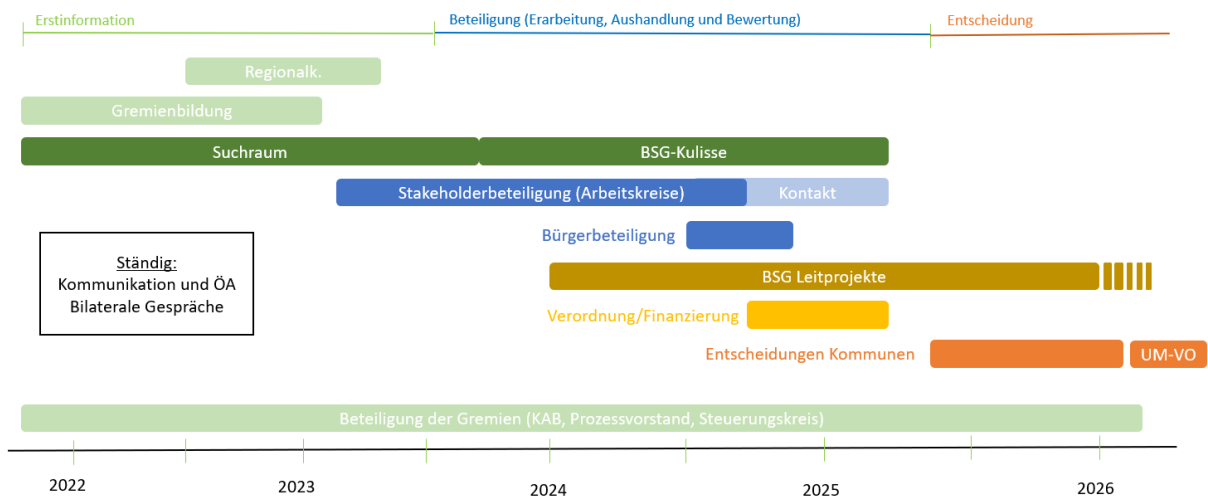 Erstinformation
Beteiligung (Erarbeitung, Aushandlung und Bewertung)
Entscheidung
Regionalk.
Gremienbildung
Suchraum
BSG-Kulisse
Stakeholderbeteiligung (Arbeitskreise)
Kontakt
Bürgerbeteiligung
Ständig:
Kommunikation und ÖA
Bilaterale Gespräche
BSG Leitprojekte
Verordnung/Finanzierung
Entscheidungen Kommunen
UM-VO
Beteiligung der Gremien (KAB, Prozessvorstand, Steuerungskreis)
2022
2023
2024
2025
2026